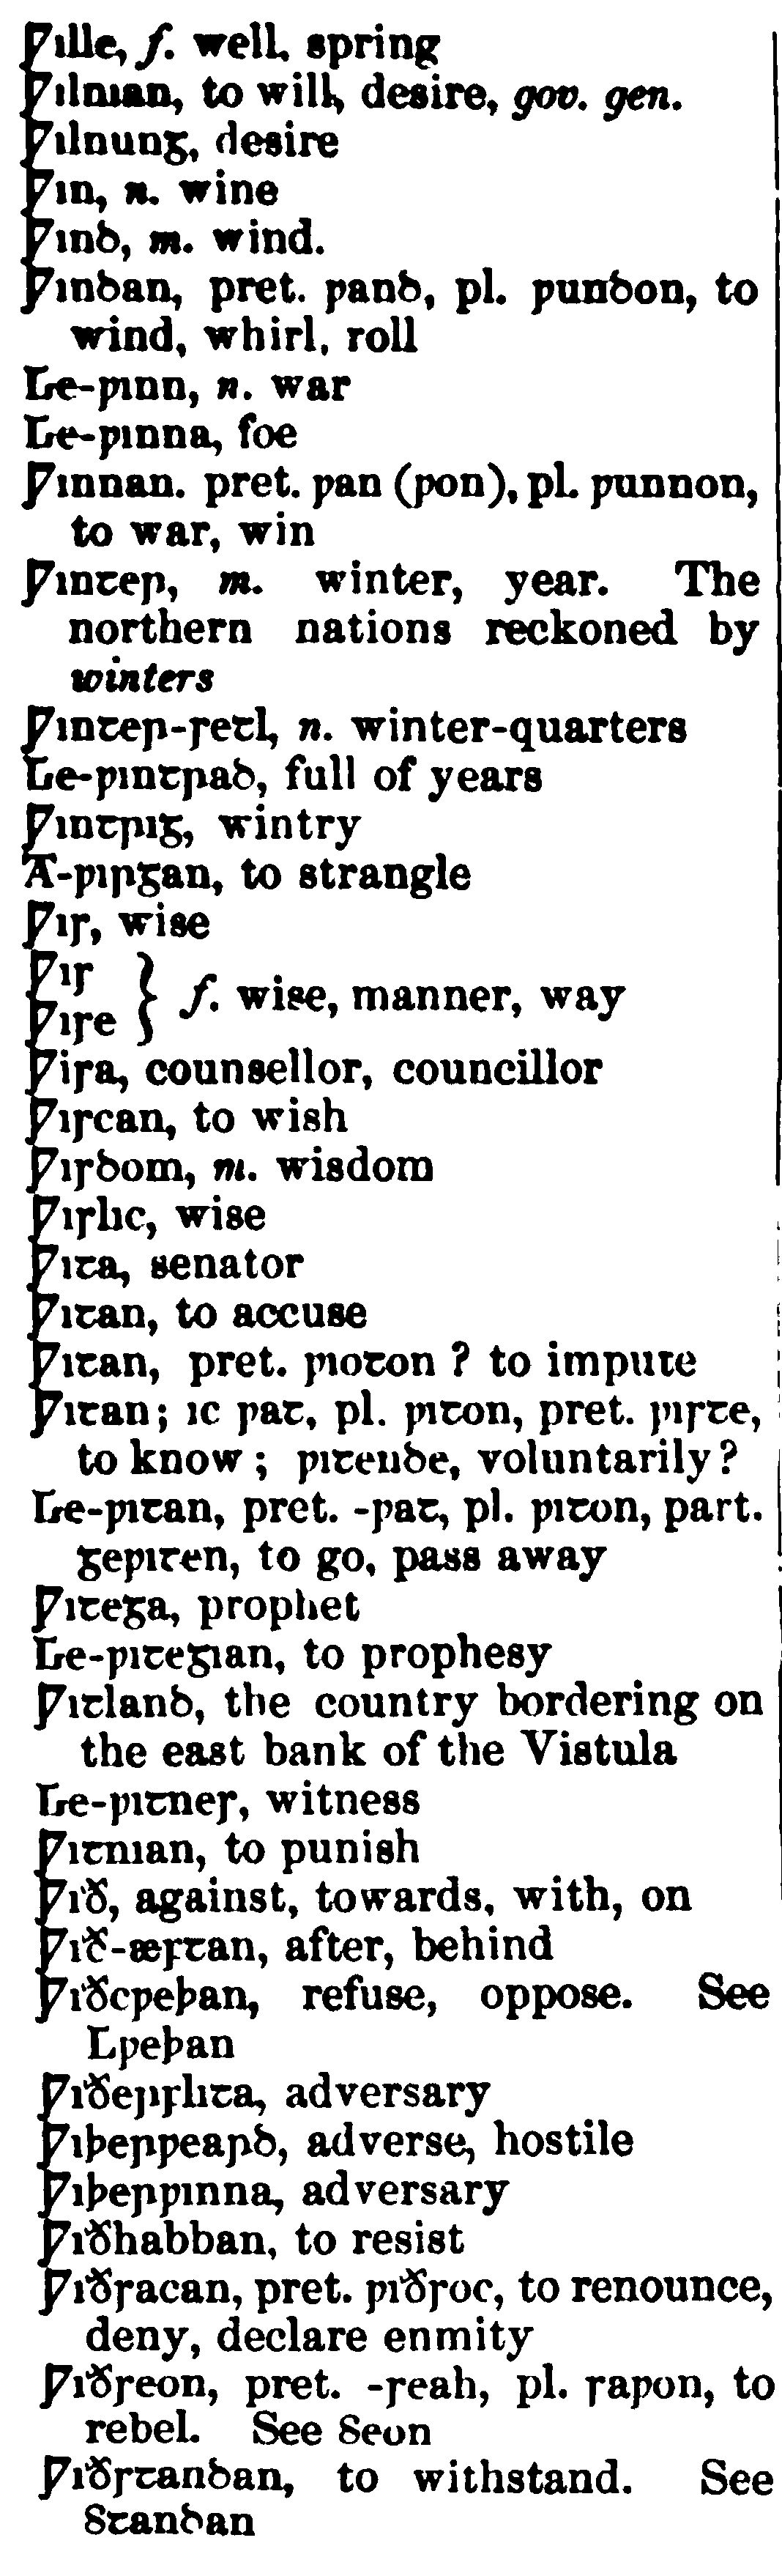 Ƿille, f. well, spring
Ƿilnian, to will, desire, gov. gen.
Ƿilnung, desire
Ƿin, n. wine
Ƿind, m. wind.
Ƿindan, pret. ƿand, pl. ƿundon, to
wind, whirl, roll
Ge-ƿinn, n. war
Ge-ƿinna, foe
Ƿinnan. pret. ƿan (ƿon), pl. ƿunnon,
to war, win
Ƿinter, m. winter, year. The
northern nations reckoned by
winters
Ƿinter-setl, n. winter-quarters
Ge-ƿintrad, full of years
Ƿintrig, wintry
A-ƿirgan, to strangle
Ƿis, wise
Ƿis
Ƿise } f. wise, manner, way
Ƿisa, counsellor, councillor
Ƿiscan, to wish
Ƿisdom, m. wisdom
Ƿislic, wise
Ƿita, senator
Ƿitan, to accuse
Ƿitan, pret. ƿioton ? to impute
Ƿitan; ic ƿat, pl. ƿiton, pret. ƿiste,
to know; ƿitende, voluntarily?
Ge-ƿitan, pret. -ƿat, pl. ƿiton, part.
geƿiten, to go, pass away
Ƿitega, prophet
Ge-ƿitegian, to prophesy
Ƿitland, the country bordering on
the east bank of the Vistula
Ge-ƿitnes, witness
Ƿitnian, to punish
Ƿið, against, towards, with, on
Ƿið-æftan, after, behind
Ƿiðcƿeþan, refuse, oppose. See
Cƿeþan
Ƿiðerflita, adversary
Ƿiþerƿeard, adverse, hostile
Ƿiþerƿinna, adversary
Ƿiðhabban, to resist
Ƿiðsacan, pret. ƿiðsoc, to renounce,
deny, declare enmity
Ƿiðseon, pret. -seah, pl. saƿon, to
rebel. See Seon
Ƿiðstandan, to withstand. See
Standan